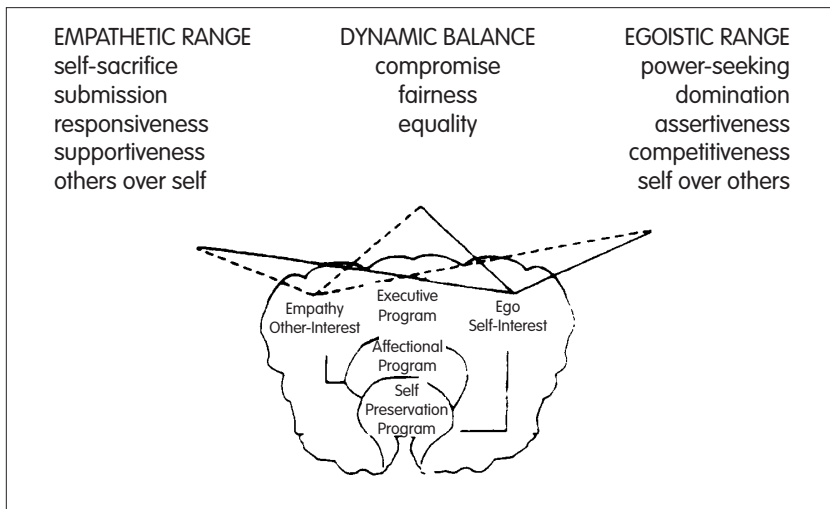 EMPATHETIC RANGE
self-sacrifice
submission
responsiveness
supportiveness
others over self
DYNAMIC BALANCE
compromise
fairness
equality
EGOISTIC RANGE
power-seeking
domination
assertiveness
competitiveness
self over others
Empathy
Other-Interest
Executive
Program
Ego
Self-Interest
Affectional
Program
Self
Preservation
Program